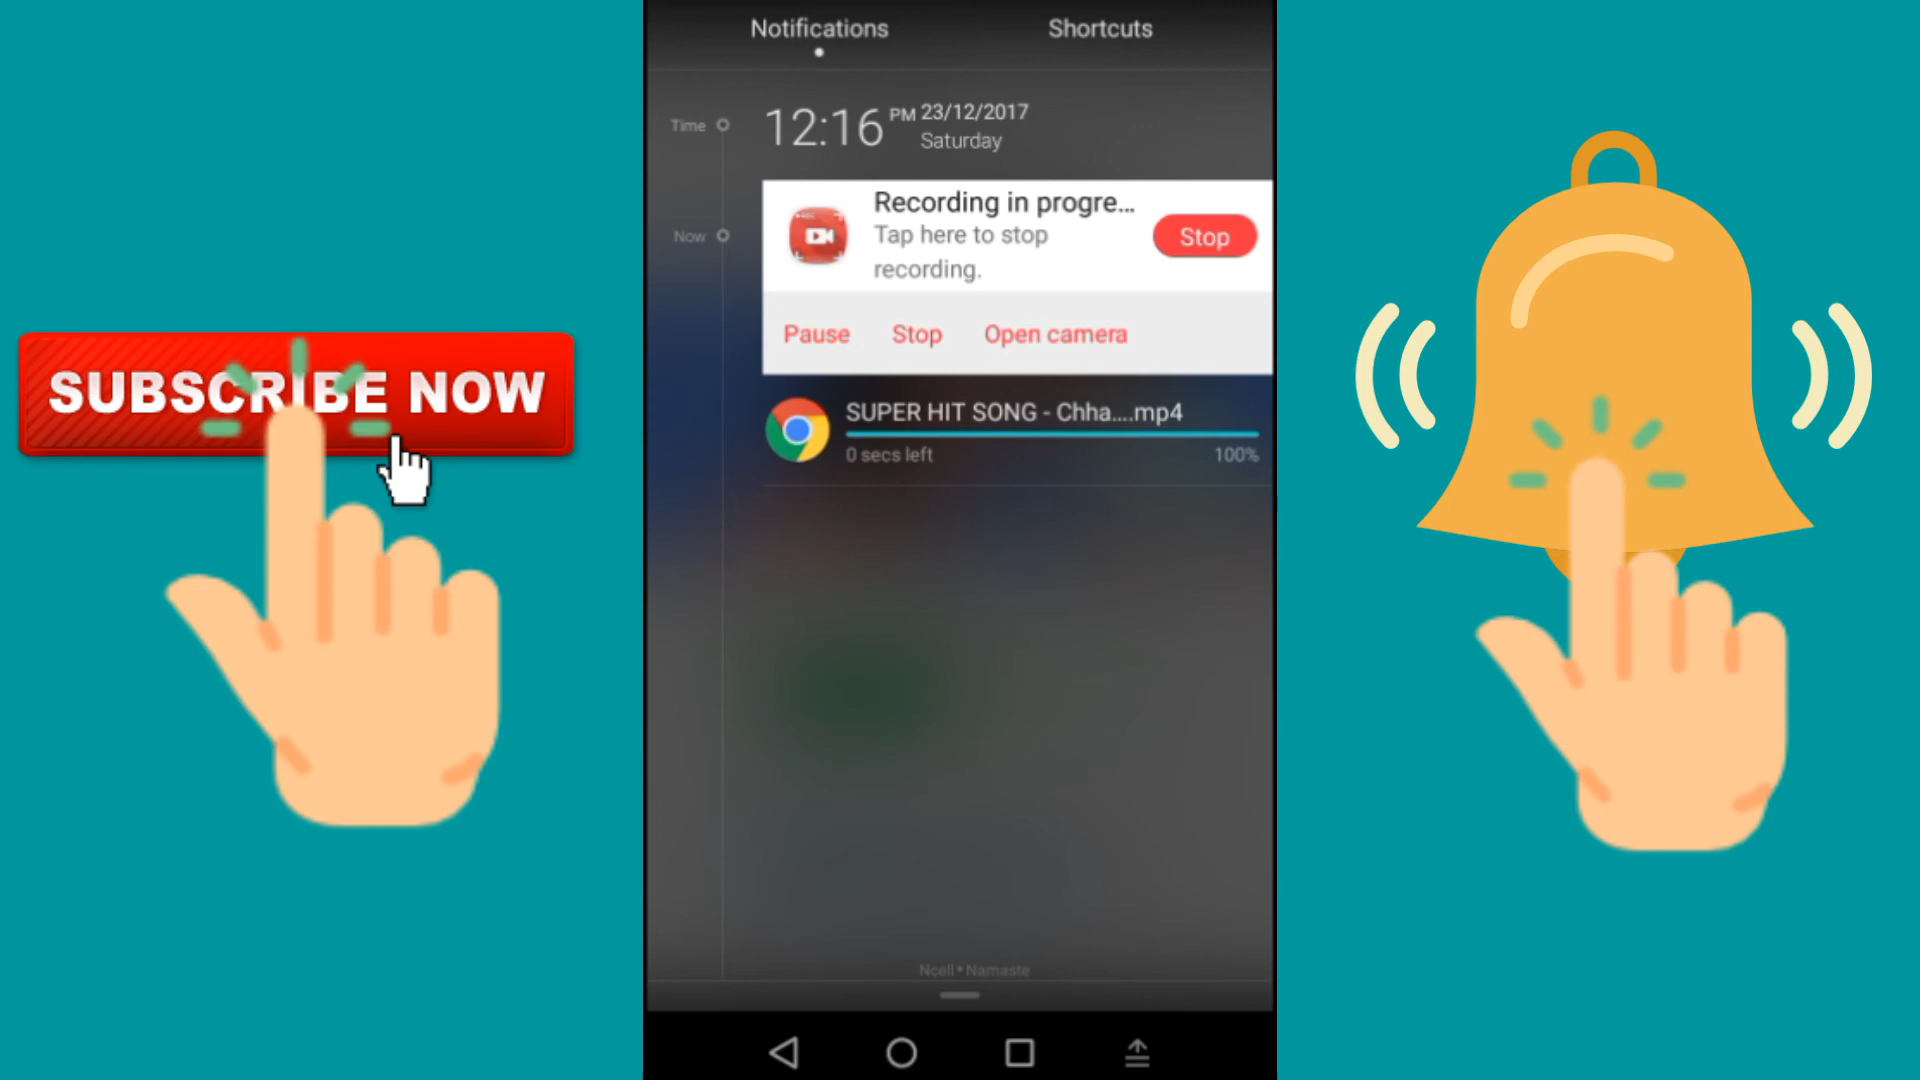 Notifications
Shortcuts
Time
12:16 PM 23/12/2017
Saturday
Now
Recording in progre...
Tap here to stop
recording.
Stop
Pause Stop Open camera
SUBSCRIBE NOW
SUPER HIT SONG - Chha....mp4
0 secs left 100%
Ncell • Namaste